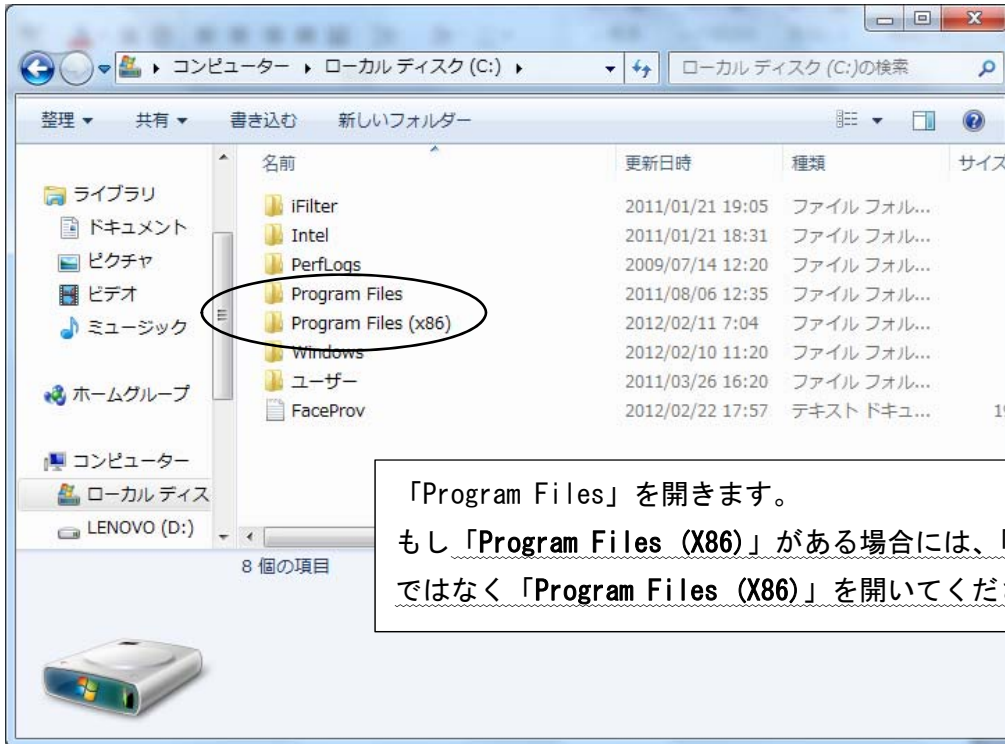 コンピューター ローカル ディスク (C:)
ローカル ディスク (C:)の検索
整理 共有 書き込む 新しいフォルダー
名前 更新日時 種類 サイズ
ライブラリ
ドキュメント
ピクチャ
ビデオ
ミュージック
ホームグループ
コンピューター
ローカル ディス
LENOVO (D:)
iFilter 2011/01/21 19:05 ファイル フォル...
Intel 2011/01/21 18:31 ファイル フォル...
PerfLogs 2009/07/14 12:20 ファイル フォル...
Program Files 2011/08/06 12:35 ファイル フォル...
Program Files (x86) 2012/02/11 7:04 ファイル フォル...
Windows 2012/02/10 11:20 ファイル フォル...
ユーザー 2011/03/26 16:20 ファイル フォル...
FaceProv 2012/02/22 17:57 テキスト ドキュ...
8 個の項目
「Program Files」を開きます。
もし「Program Files (X86)」がある場合には、「
ではなく「Program Files (X86)」を開いてくだ